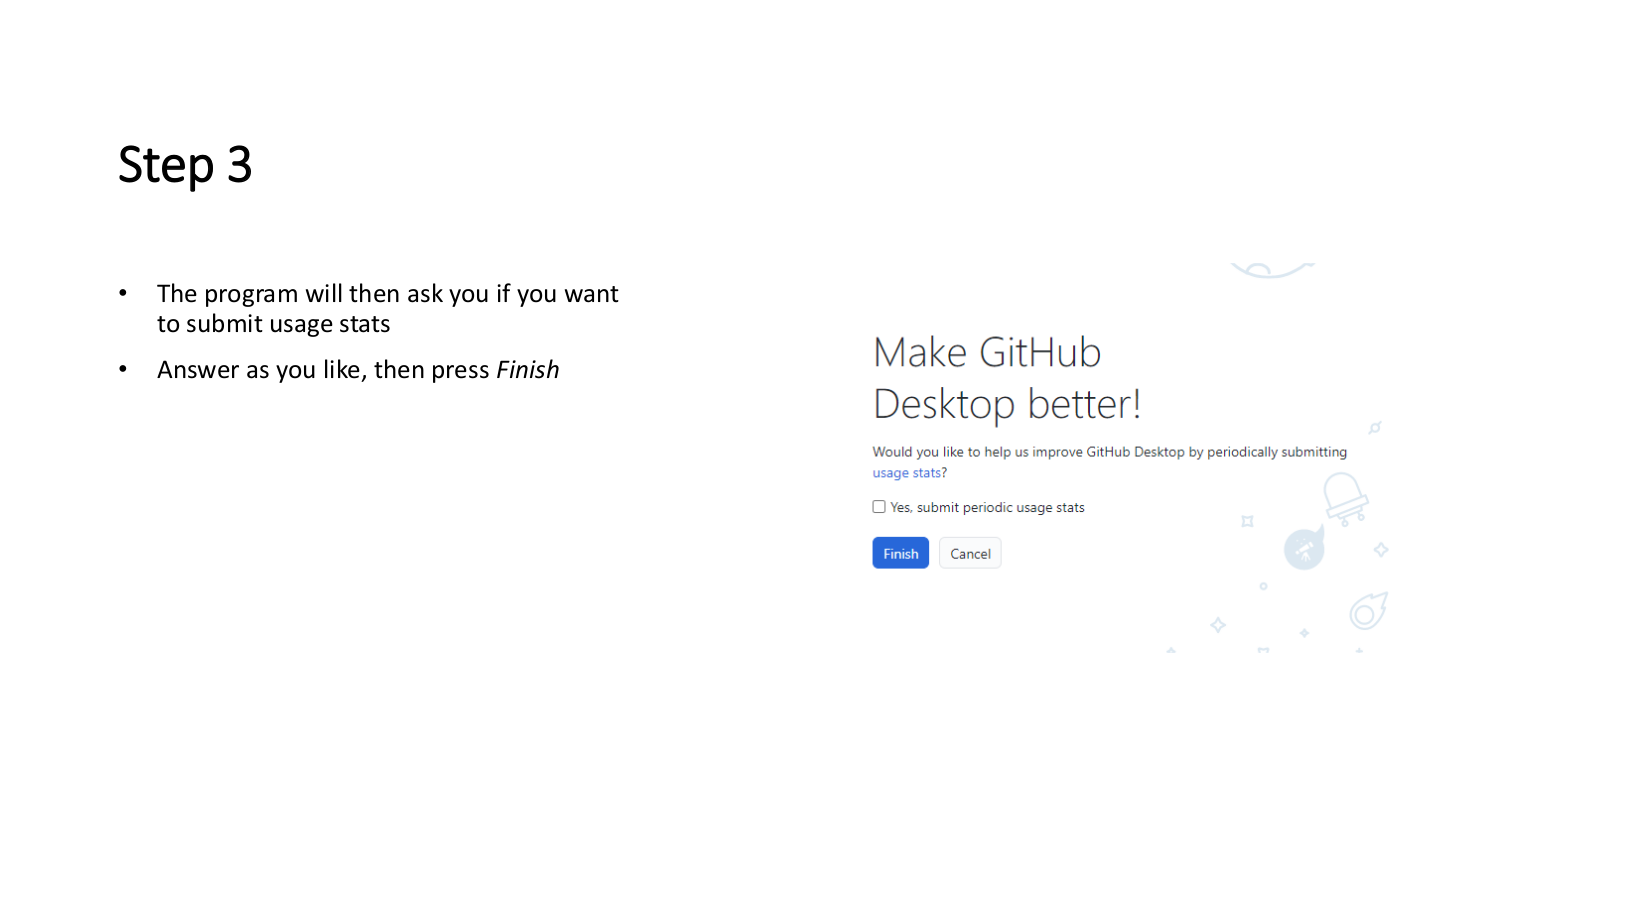 Step 3
• The program will then ask you if you want
to submit usage stats
• Answer as you like, then press Finish
Make GitHub
Desktop better!
Would you like to help us improve GitHub Desktop by periodically submitting
usage stats?
Yes, submit periodic usage stats
Finish Cancel